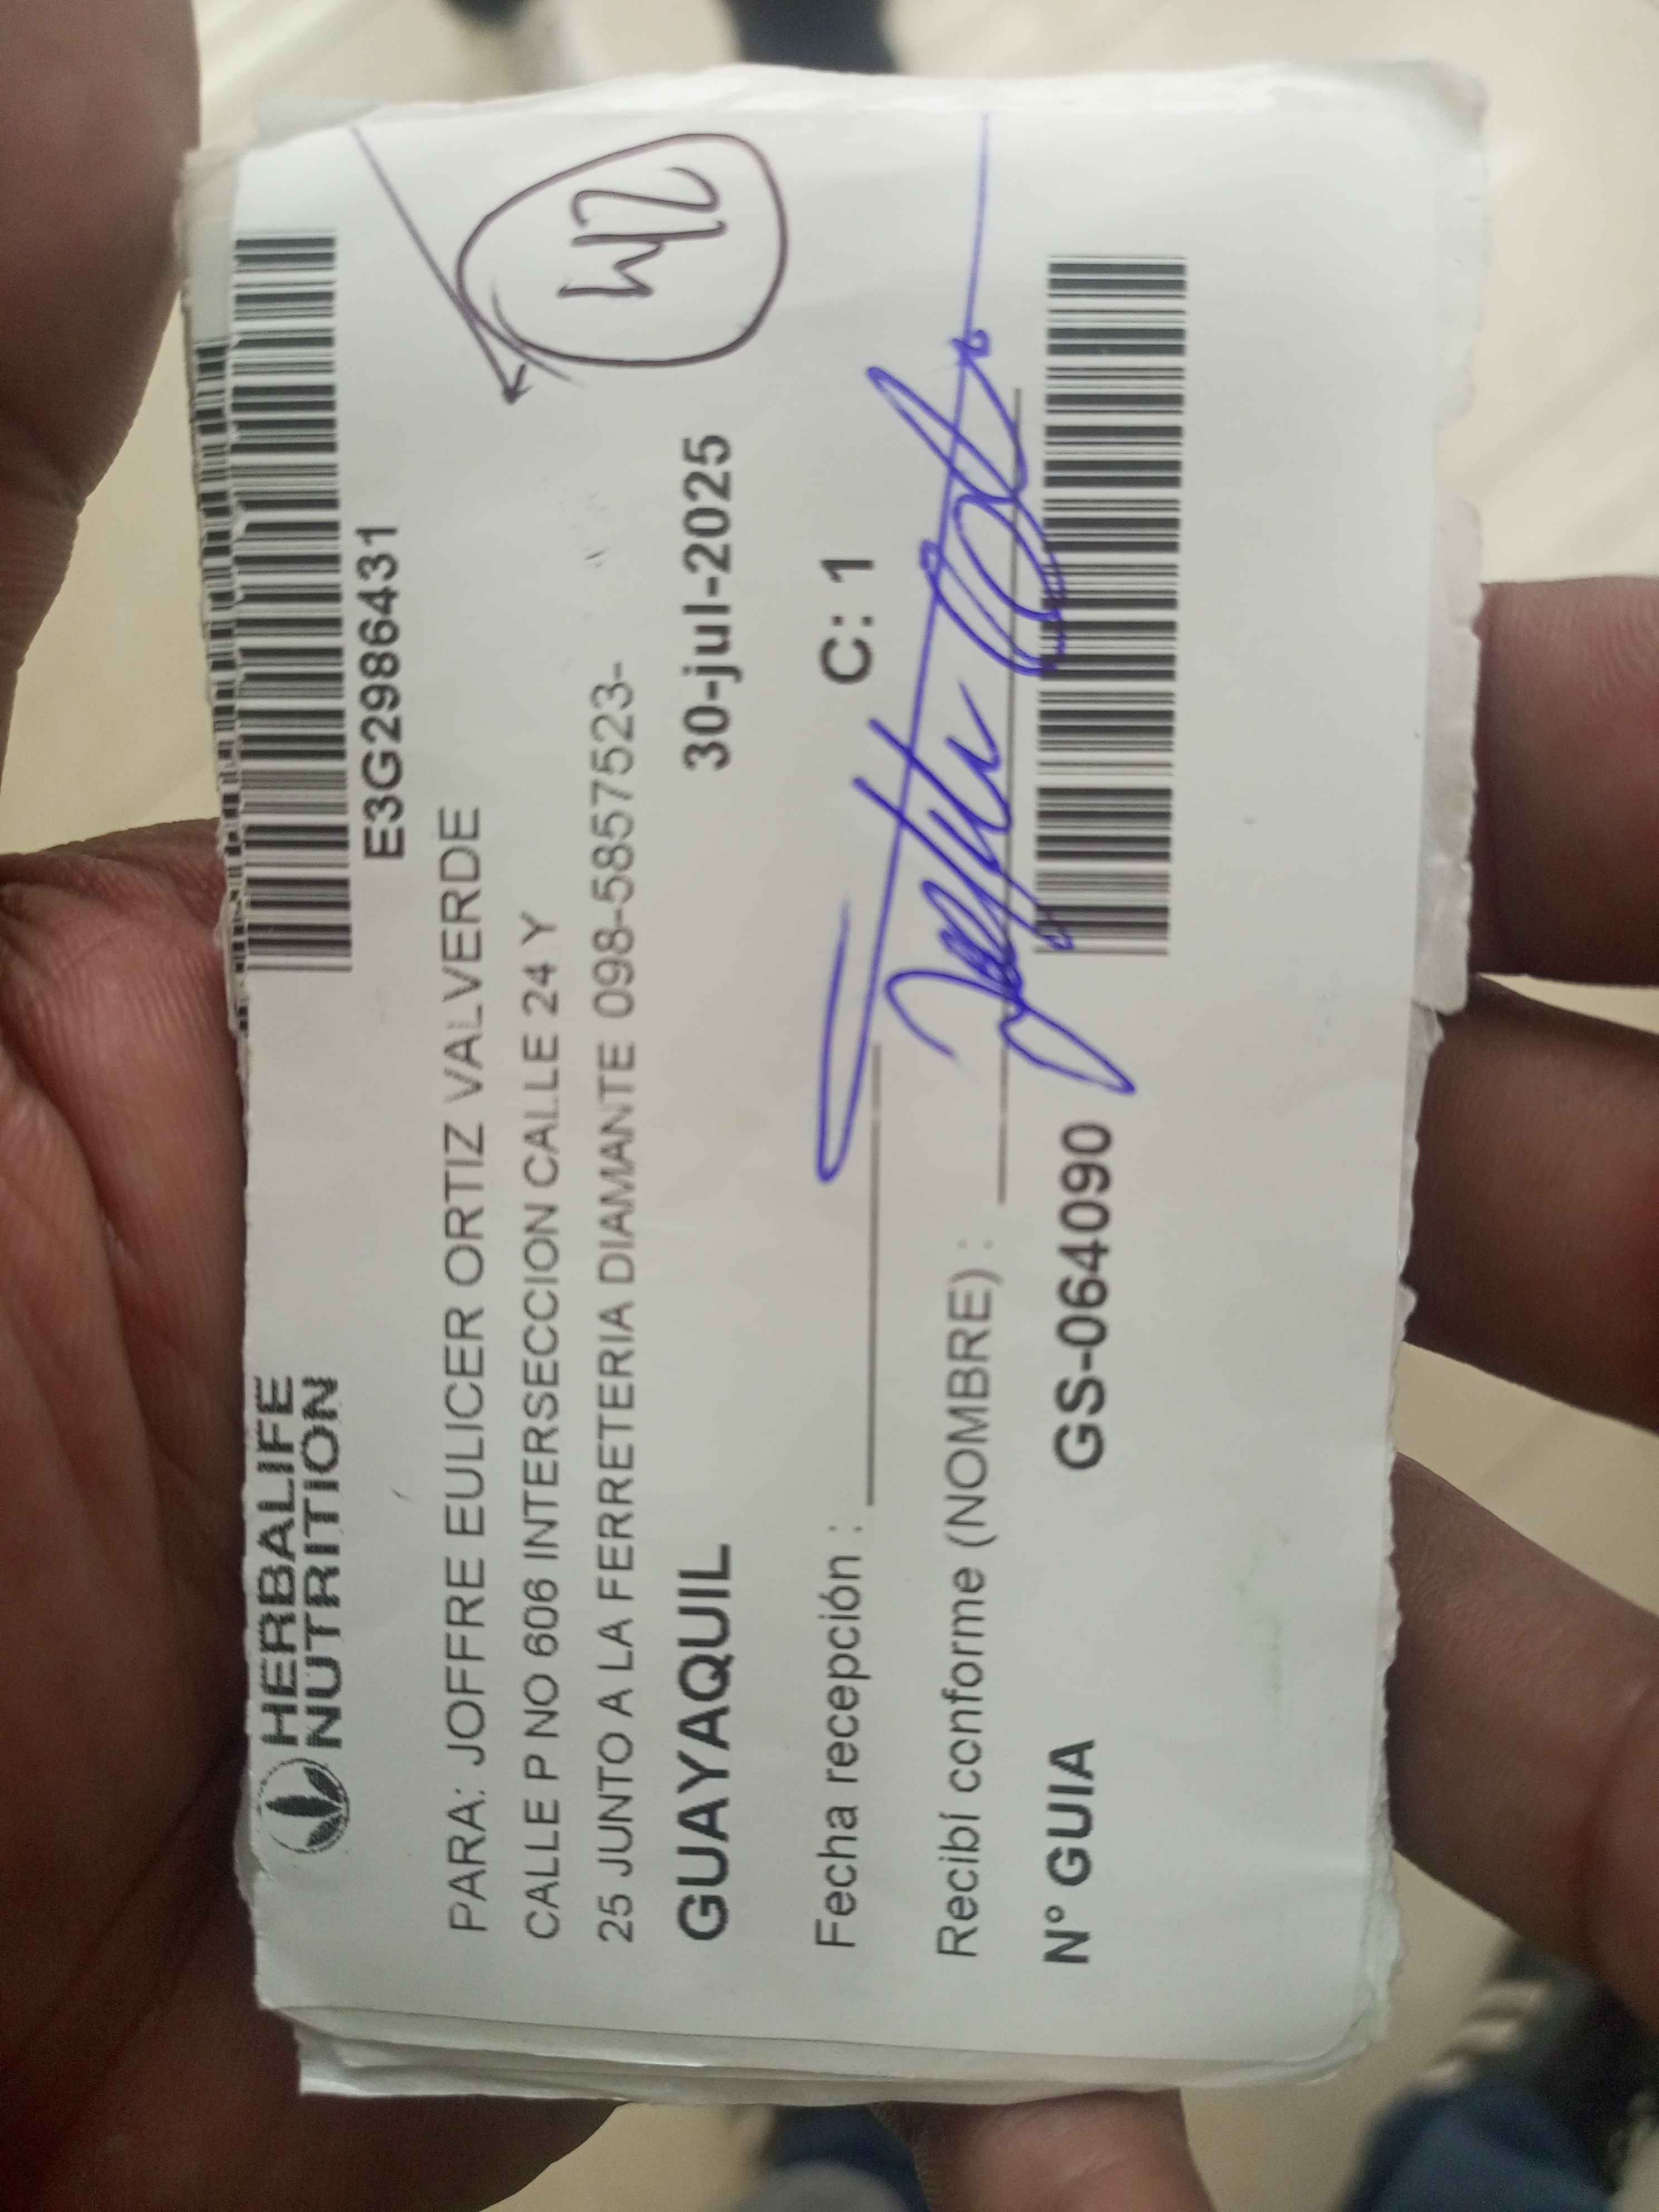 HERBALIFE
NUTRITION
E3G2986431
PARA: JOFFRE EULICER ORTIZ VALVERDE
CALLE P NO 606 INTERSECCION CALLE 24 Y
25 JUNTO A LA FERRETERIA DIAMANTE 098-5857523-
GUAYAQUIL 30-jul-2025
Fecha recepción : C: 1
Recibí conforme (NOMBRE) :
N° GUIA GS-064090